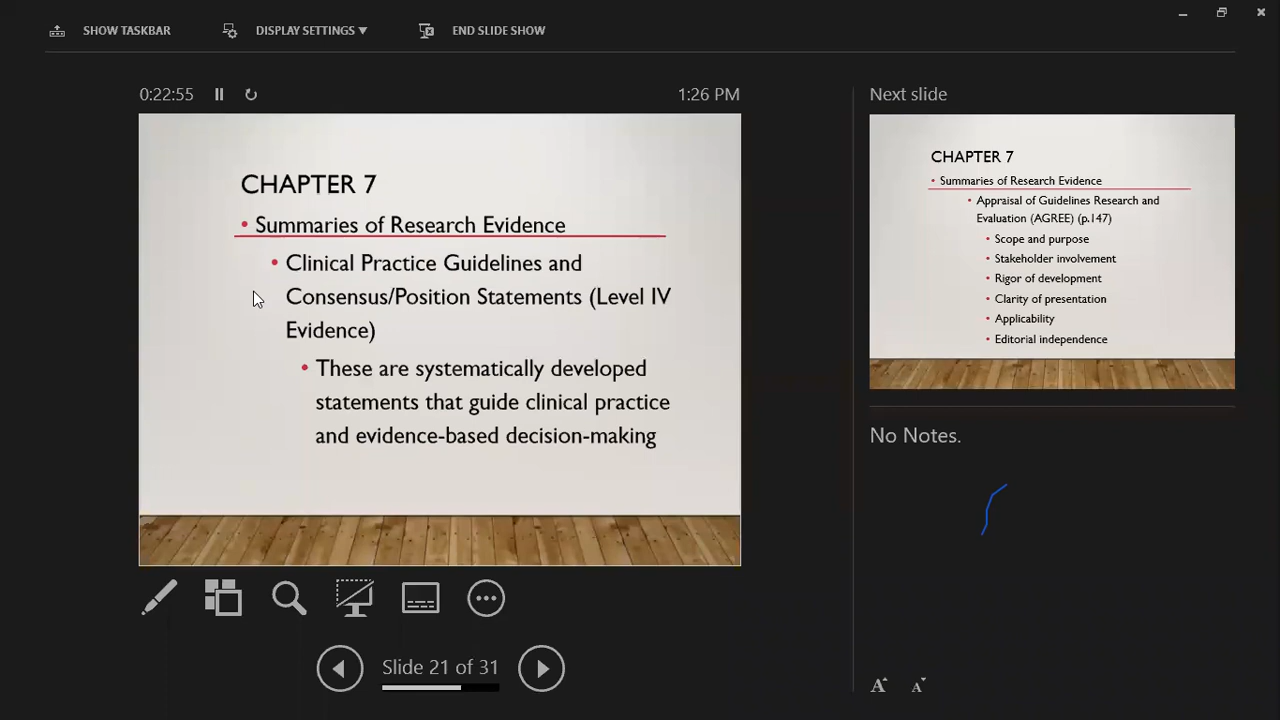 SHOW TASKBAR
DISPLAY SETTINGS ▾
END SLIDE SHOW
0:22:55
1:26 PM
CHAPTER 7
• Summaries of Research Evidence
• Clinical Practice Guidelines and
Consensus/Position Statements (Level IV
Evidence)
• These are systematically developed
statements that guide clinical practice
and evidence-based decision-making
Slide 21 of 31
Next slide
CHAPTER 7
• Summaries of Research Evidence
• Appraisal of Guidelines Research and
Evaluation (AGREE) (p.147)
• Scope and purpose
• Stakeholder involvement
• Rigor of development
• Clarity of presentation
• Applicability
• Editorial independence
No Notes.
A A